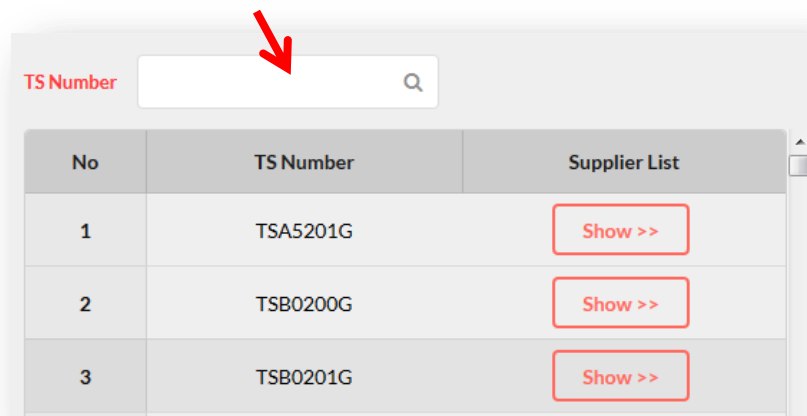 TS Number
No TS Number Supplier List
1 TSA5201G Show >>
2 TSB0200G Show >>
3 TSB0201G Show >>